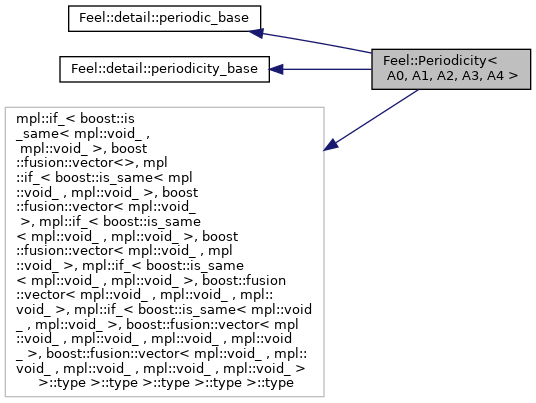 Feel::detail::periodic_base
Feel::detail::periodicity_base
Feel::Periodicity<
A0, A1, A2, A3, A4 >
mpl::if_< boost::is
_same< mpl::void_ ,
mpl::void_ >, boost
::fusion::vector<>, mpl
::if_< boost::is_same< mpl
::void_ , mpl::void_ >, boost
::fusion::vector< mpl::void_
>, mpl::if_< boost::is_same
< mpl::void_ , mpl::void_ >, boost
::fusion::vector< mpl::void_ , mpl
::void_ >, mpl::if_< boost::is_same
< mpl::void_ , mpl::void_ >, boost::fusion
::vector< mpl::void_ , mpl::void_ , mpl::
void_ >, mpl::if_< boost::is_same< mpl::void
_ , mpl::void_ >, boost::fusion::vector< mpl
::void_ , mpl::void_ , mpl::void_ , mpl::void
_ >, boost::fusion::vector< mpl::void_ , mpl::
void_ , mpl::void_ , mpl::void_ , mpl::void_ >
>::type >::type >::type >::type >::type